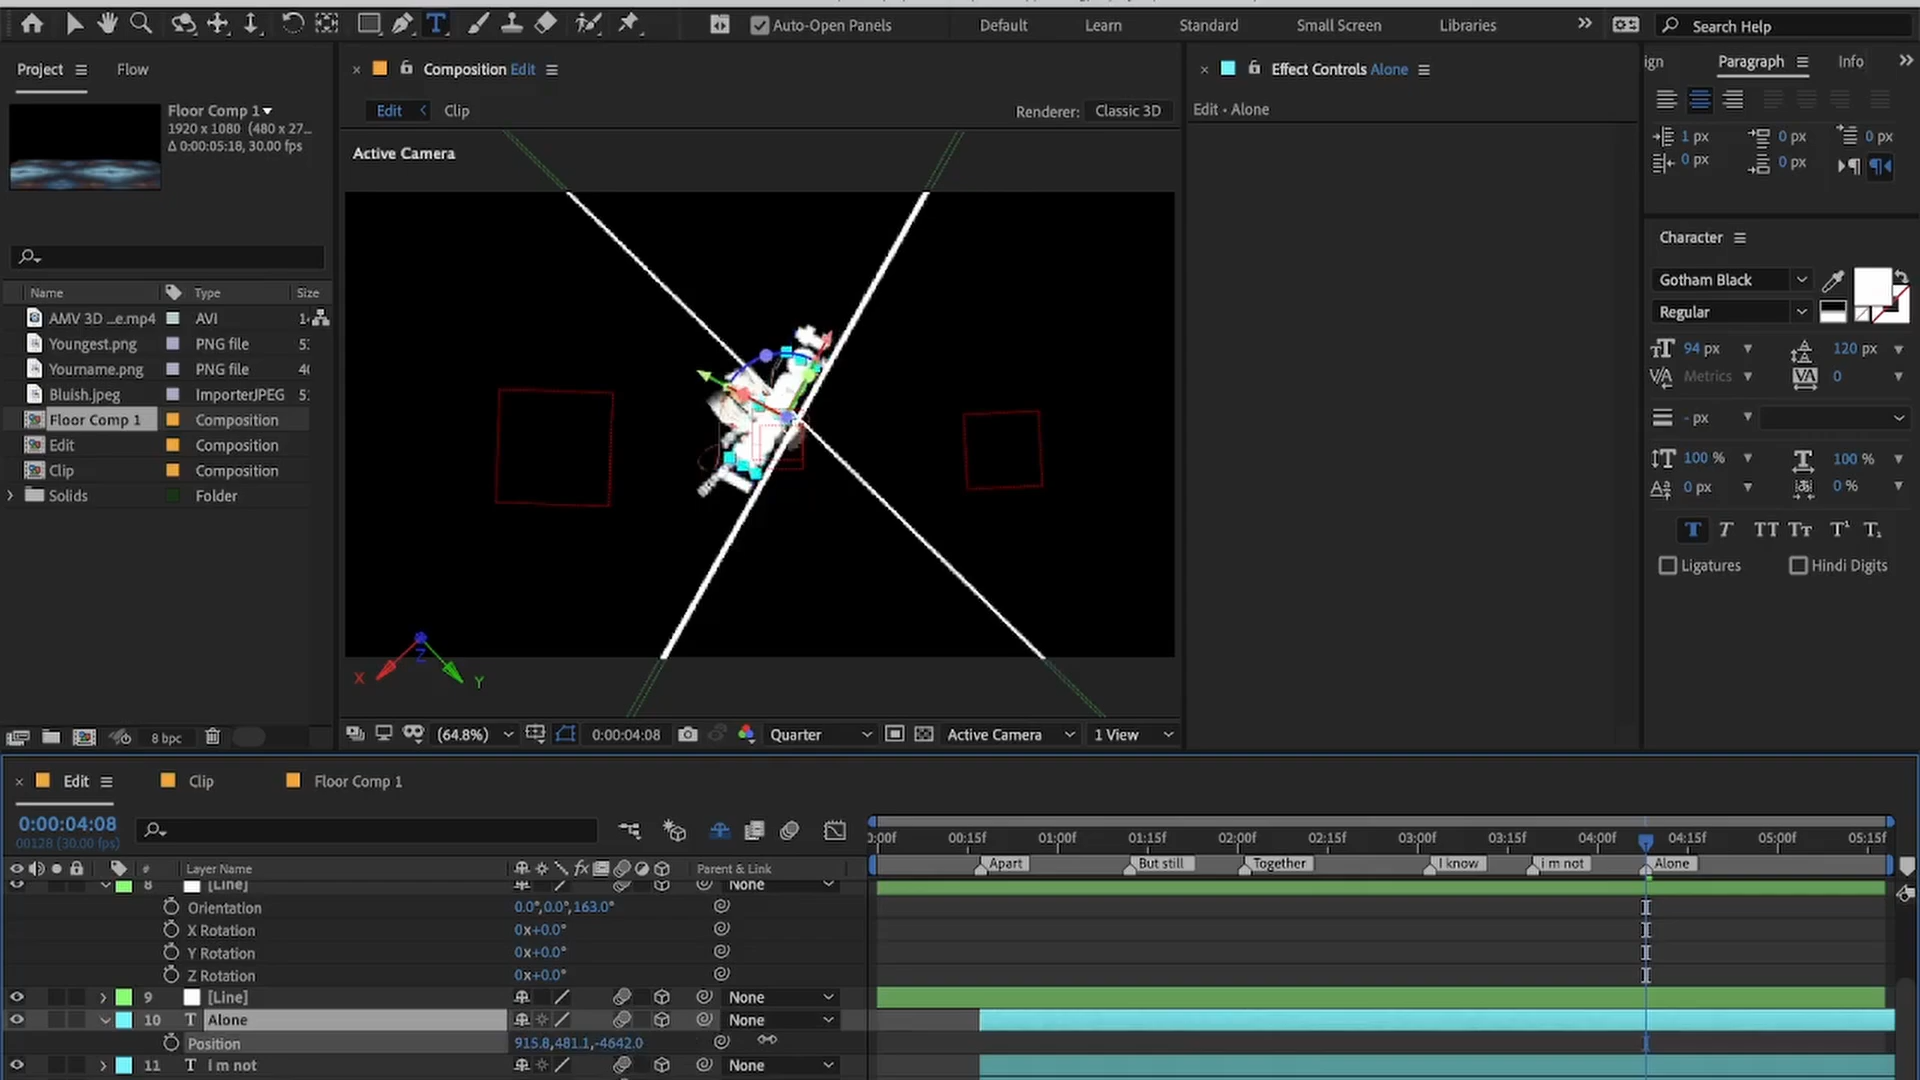 Auto-Open Panels
Default
Learn
Standard
Small Screen
Libraries
Search Help
Project
Flow
Floor Comp 1
1920 x 1080 (480 x 27...
Δ 0:00:05:18, 30.00 fps
Name
Type
Size
AMV 3D ...e.mp4
AVI
Youngest.png
PNG file
Yourname.png
PNG file
Bluish.jpeg
ImporterJPEG
Floor Comp 1
Composition
Edit
Composition
Clip
Composition
Solids
Folder
8 bpc
Composition Edit
Edit
Clip
Renderer:
Classic 3D
Active Camera
X
Z
Y
(64.8%)
0:00:04:08
Quarter
Active Camera
1 View
Effect Controls Alone
Edit • Alone
ign
Paragraph
Info
1 px
0 px
0 px
0 px
0 px
Character
Gotham Black
Regular
94 px
120 px
Metrics
0
- px
100 %
100 %
0 px
0 %
T T TT Tт T¹ T₁
Ligatures
Hindi Digits
Edit
Clip
Floor Comp 1
0:00:04:08
00128 (30.00 fps)
0:00f
00:15f
01:00f
01:15f
02:00f
02:15f
03:00f
03:15f
04:00f
04:15f
05:00f
05:15f
Apart
But still
Together
I know
i m not
Alone
#
Layer Name
fx
Parent & Link
8
[Line]
None
Orientation
0.0°,0.0°,163.0°
X Rotation
0x+0.0°
Y Rotation
0x+0.0°
Z Rotation
0x+0.0°
9
[Line]
None
10
T
Alone
None
Position
915.8,481.1,-4642.0
11
T
i m not
None